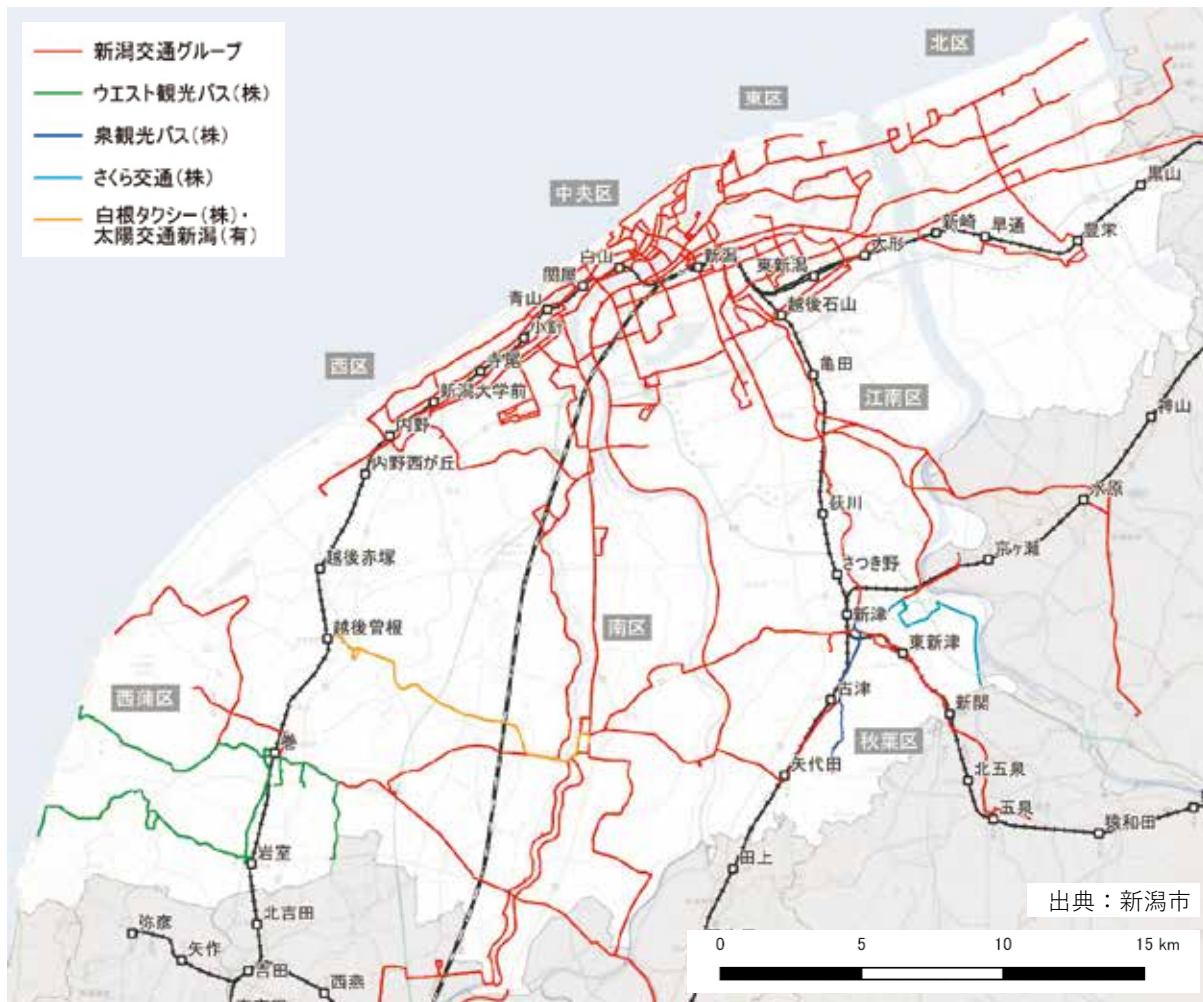 新潟交通グループ
ウエスト観光バス(株)
泉観光バス(株)
さくら交通(株)
白根タクシー(株)・
太陽交通新潟(有)
北区
東区
中央区
黒山
豊栄
早通
新崎
大形
東新潟
新潟
白山
関屋
青山
小針
寺尾
新潟大学前
西区
内野
内野西が丘
越後石山
亀田
江南区
神山
水原
荻川
京ヶ瀬
さつき野
新津
東新津
越後赤塚
越後曽根
南区
西蒲区
巻
古津
新関
秋葉区
矢代田
北五泉
五泉
猿和田
岩室
田上
北吉田
弥彦
矢作
吉田
西燕
出典：新潟市
0 5 10 15 km